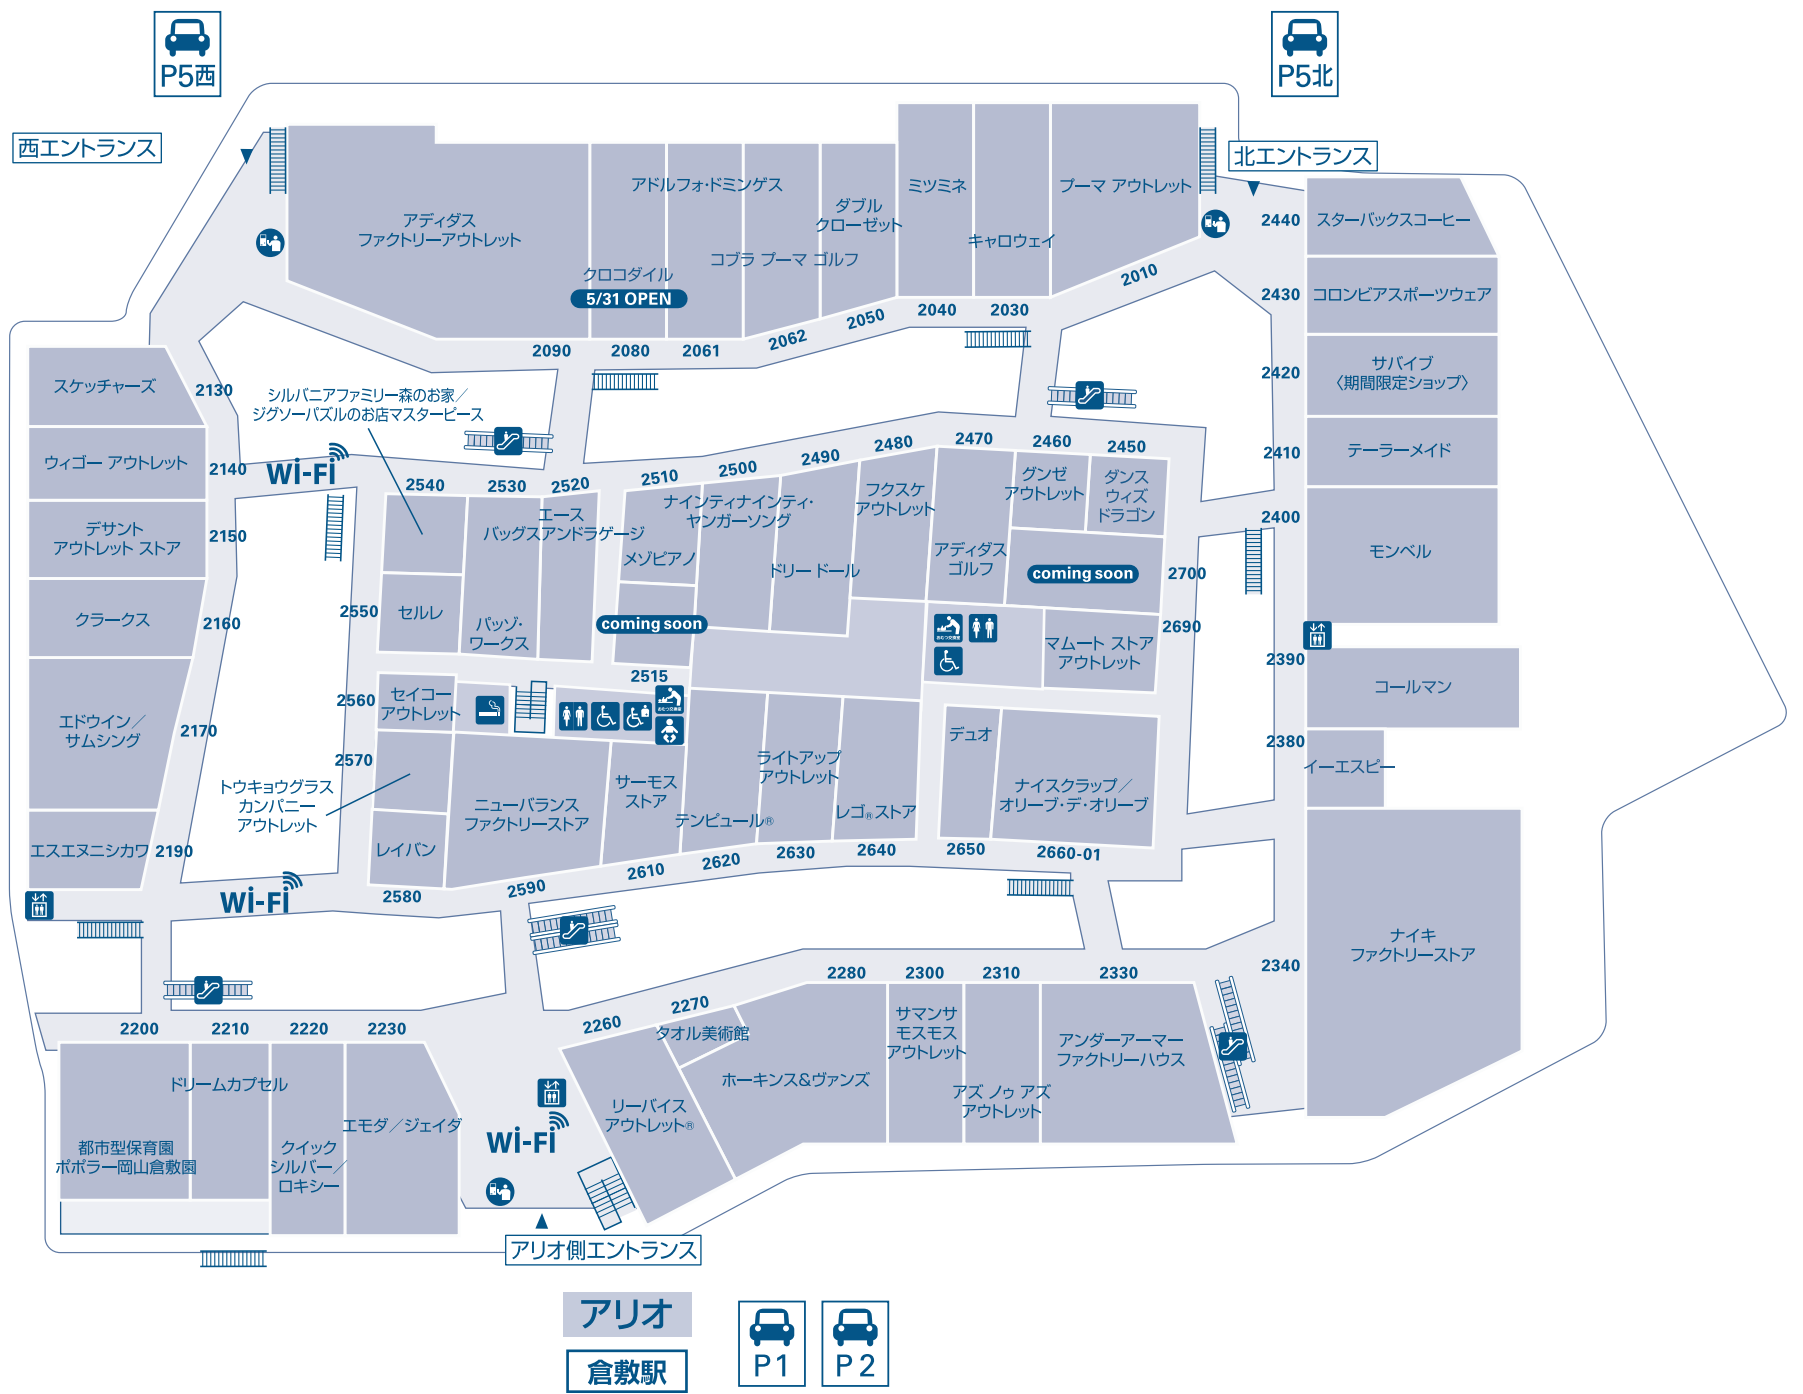 P5西
P5北
西エントランス
北エントランス
アディダス
ファクトリーアウトレット
クロコダイル
5/31 OPEN
アドルフォ・ドミンゲス
コブラ プーマ ゴルフ
ダブル
クローゼット
ミツミネ
キャロウェイ
プーマ アウトレット
2090
2080
2061
2062
2050
2040
2030
2010
スターバックスコーヒー
2440
コロンビアスポーツウェア
2430
サバイブ
〈期間限定ショップ〉
2420
テーラーメイド
2410
モンベル
2400
コールマン
2390
イーエスピー
2380
ナイキ
ファクトリーストア
2340
スケッチャーズ
2130
ウィゴー アウトレット
2140
デサント
アウトレット ストア
2150
クラークス
2160
エドウイン／
サムシング
2170
エスエヌニシカワ
2190
Wi-Fi
シルバニアファミリー森のお家／
ジグソーパズルのお店マスターピース
2540
2530
2520
2510
2500
2490
2480
2470
2460
2450
エース
バッグスアンドラゲージ
セルレ
2550
パッゾ・
ワークス
メゾピアノ
coming soon
2515
ナインティナインティ・
ヤンガーソング
ドリー ドール
フクスケ
アウトレット
アディダス
ゴルフ
グンゼ
アウトレット
ダンス
ウィズ
ドラゴン
coming soon
2700
おむつ交換室
マムート ストア
アウトレット
2690
セイコー
アウトレット
2560
おむつ交換室
2570
トウキョウグラス
カンパニー
アウトレット
レイバン
ニューバランス
ファクトリーストア
サーモス
ストア
テンピュール®
ライトアップ
アウトレット
レゴ®ストア
デュオ
ナイスクラップ／
オリーブ・デ・オリーブ
2580
2590
2610
2620
2630
2640
2650
2660-01
Wi-Fi
2200
2210
2220
2230
都市型保育園
ポポラー岡山倉敷園
ドリームカプセル
クイック
シルバー／
ロキシー
エモダ／ジェイダ
2260
2270
2280
2300
2310
2330
リーバイス
アウトレット®
タオル美術館
ホーキンス&ヴァンズ
サマンサ
モスモス
アウトレット
アズ ノゥ アズ
アウトレット
アンダーアーマー
ファクトリーハウス
Wi-Fi
アリオ側エントランス
アリオ
倉敷駅
P1
P2